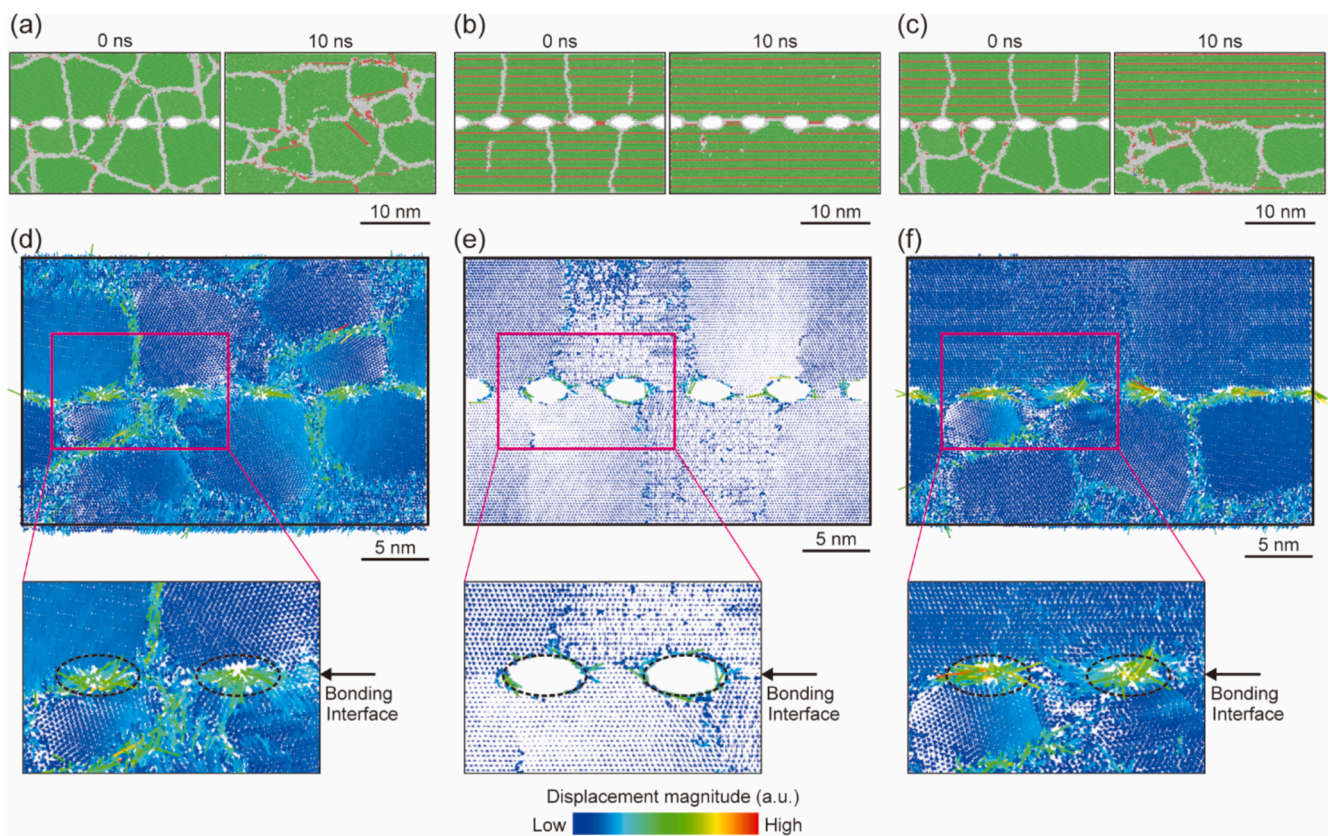 (a)
(b)
(c)
0 ns
10 ns
0 ns
10 ns
0 ns
10 ns
10 nm
10 nm
10 nm
(d)
(e)
(f)
5 nm
5 nm
5 nm
Bonding
Interface
Bonding
Interface
Bonding
Interface
Displacement magnitude (a.u.)
Low
High